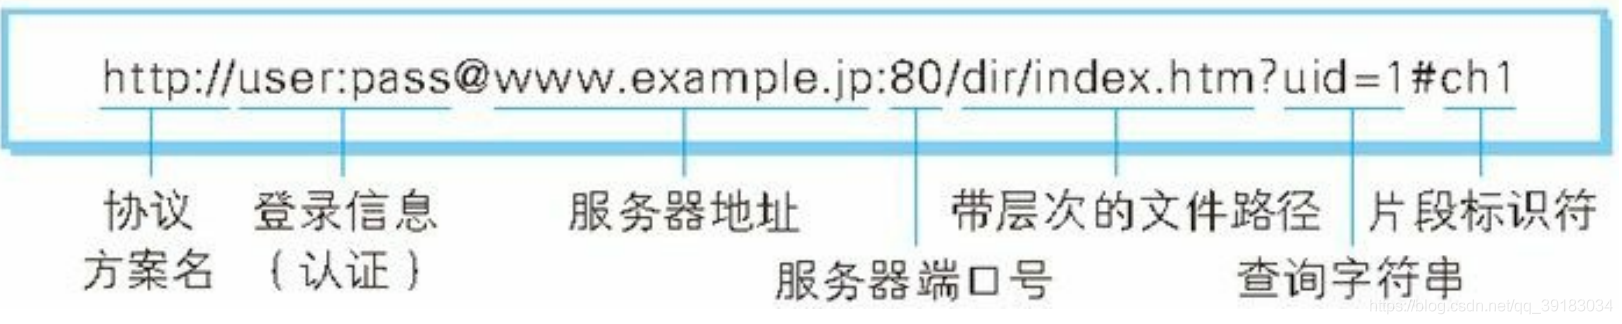 http://user:pass@www.example.jp:80/dir/index.htm?uid=1#ch1
协议
方案名
登录信息
（认证）
服务器地址
服务器端口号
带层次的文件路径
查询字符串
片段标识符
https://blog.csdn.net/qq_39183034